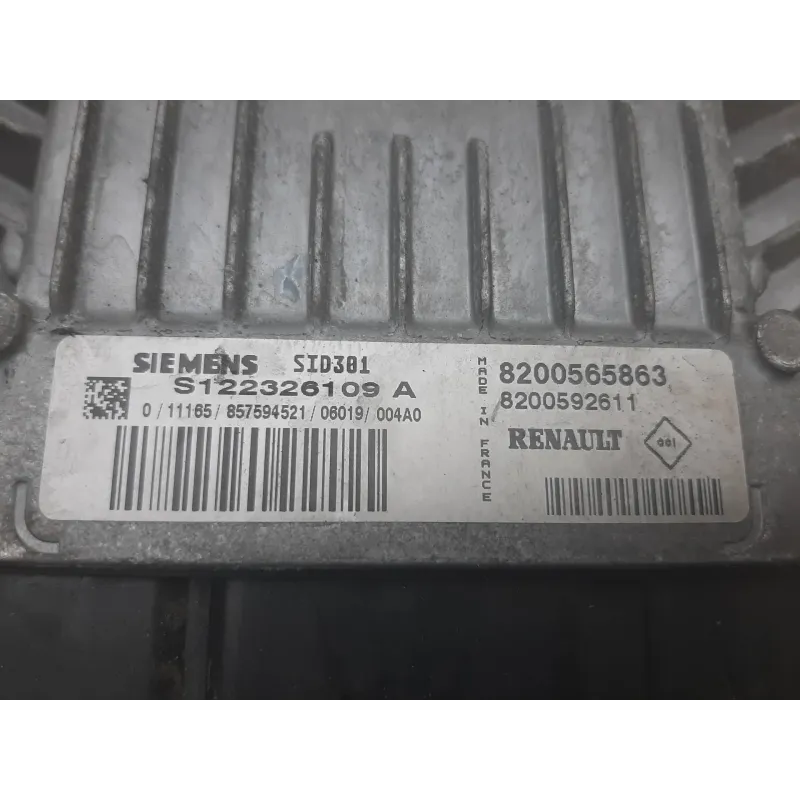 SIEMENS SID301
S122326109 A
0 / 11165 / 857594521 / 06019 / 004A0
MADE IN FRANCE
8200565863
8200592611
RENAULT